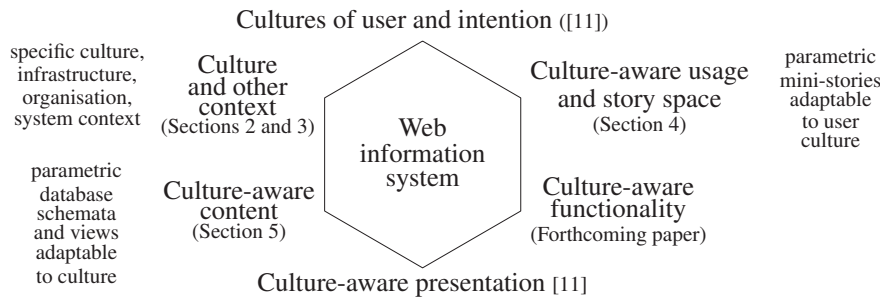 Cultures of user and intention ([11])
specific culture,
infrastructure,
organisation,
system context
Culture
and other
context
(Sections 2 and 3)
Culture-aware usage
and story space
(Section 4)
parametric
mini-stories
adaptable
to user
culture
Web
information
system
parametric
database
schemata
and views
adaptable
to culture
Culture-aware
content
(Section 5)
Culture-aware
functionality
(Forthcoming paper)
Culture-aware presentation [11]